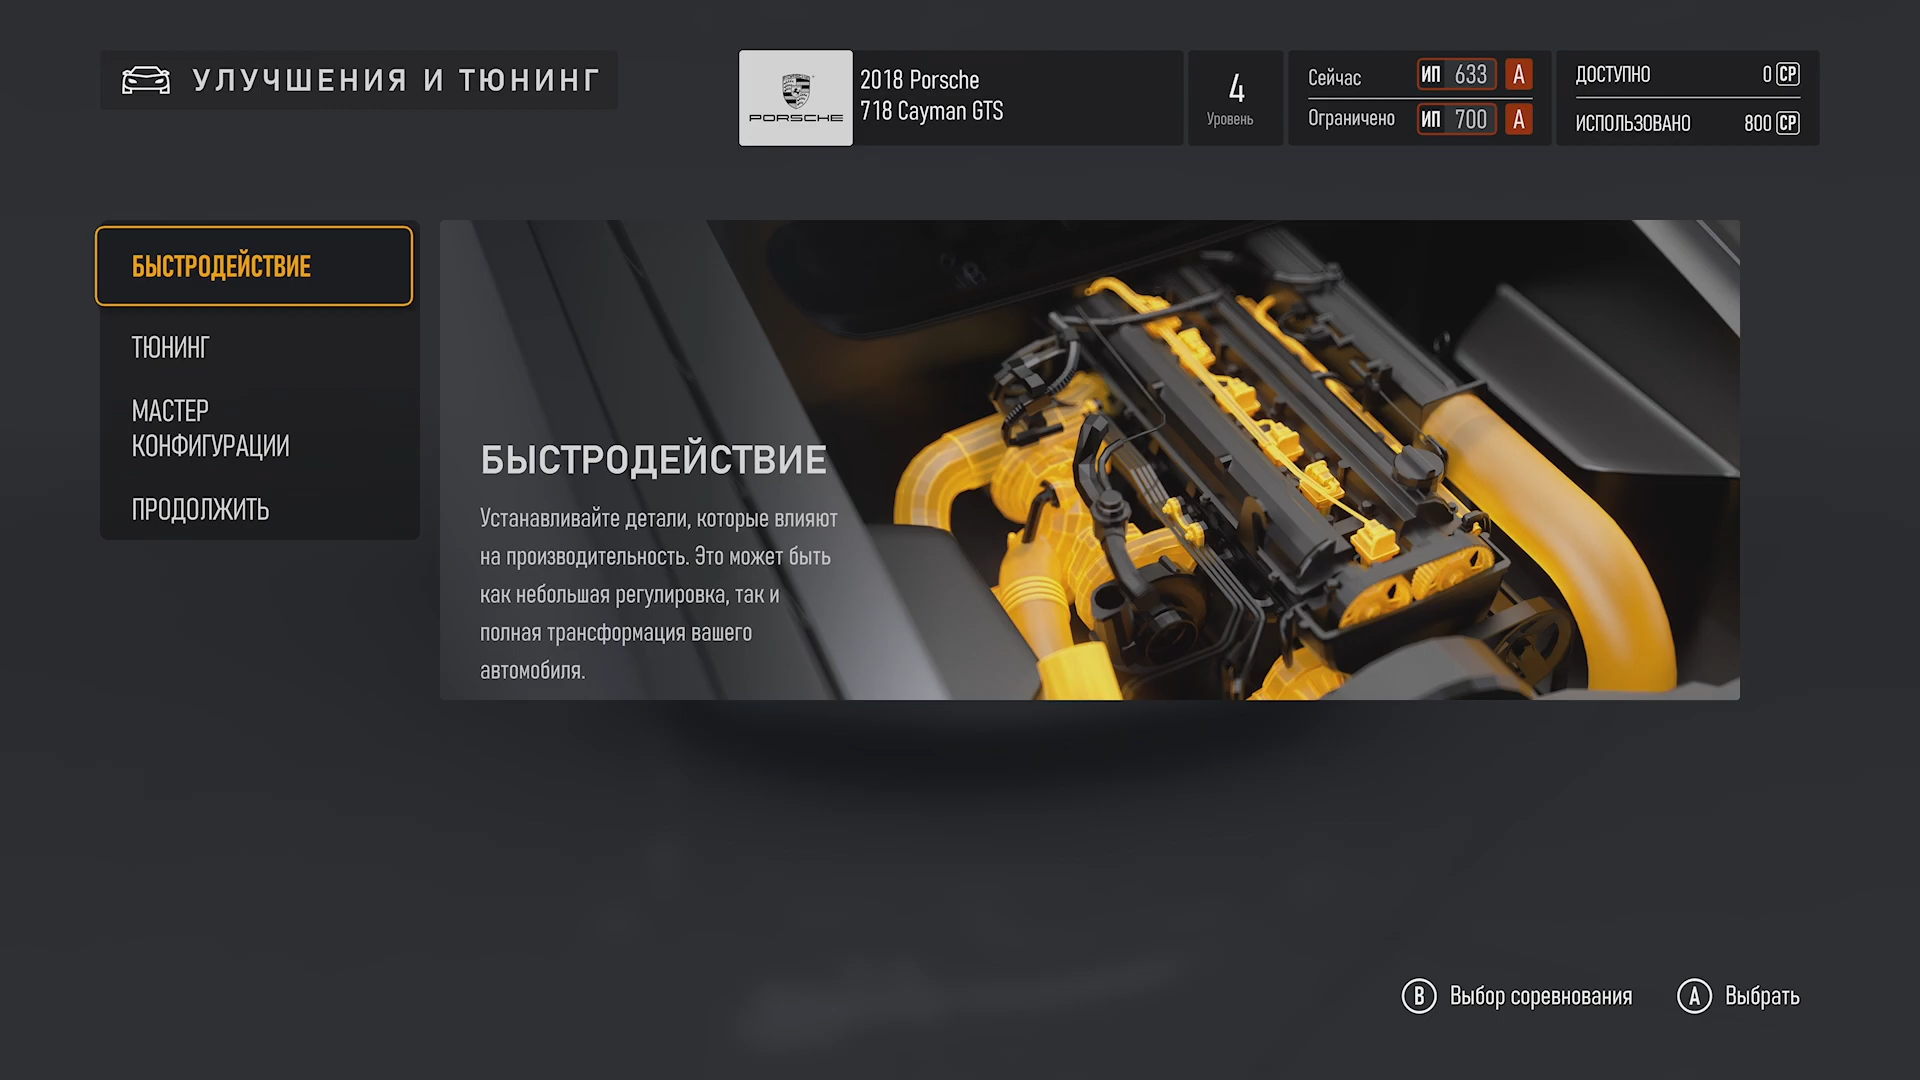 УЛУЧШЕНИЯ И ТЮНИНГ
PORSCHE
2018 Porsche
718 Cayman GTS
4
Уровень
Сейчас ИП 633 A
Ограничено ИП 700 A
ДОСТУПНО 0 CP
ИСПОЛЬЗОВАНО 800 CP
БЫСТРОДЕЙСТВИЕ
ТЮНИНГ
МАСТЕР
КОНФИГУРАЦИИ
ПРОДОЛЖИТЬ
БЫСТРОДЕЙСТВИЕ
Устанавливайте детали, которые влияют
на производительность. Это может быть
как небольшая регулировка, так и
полная трансформация вашего
автомобиля.
B Выбор соревнования
A Выбрать